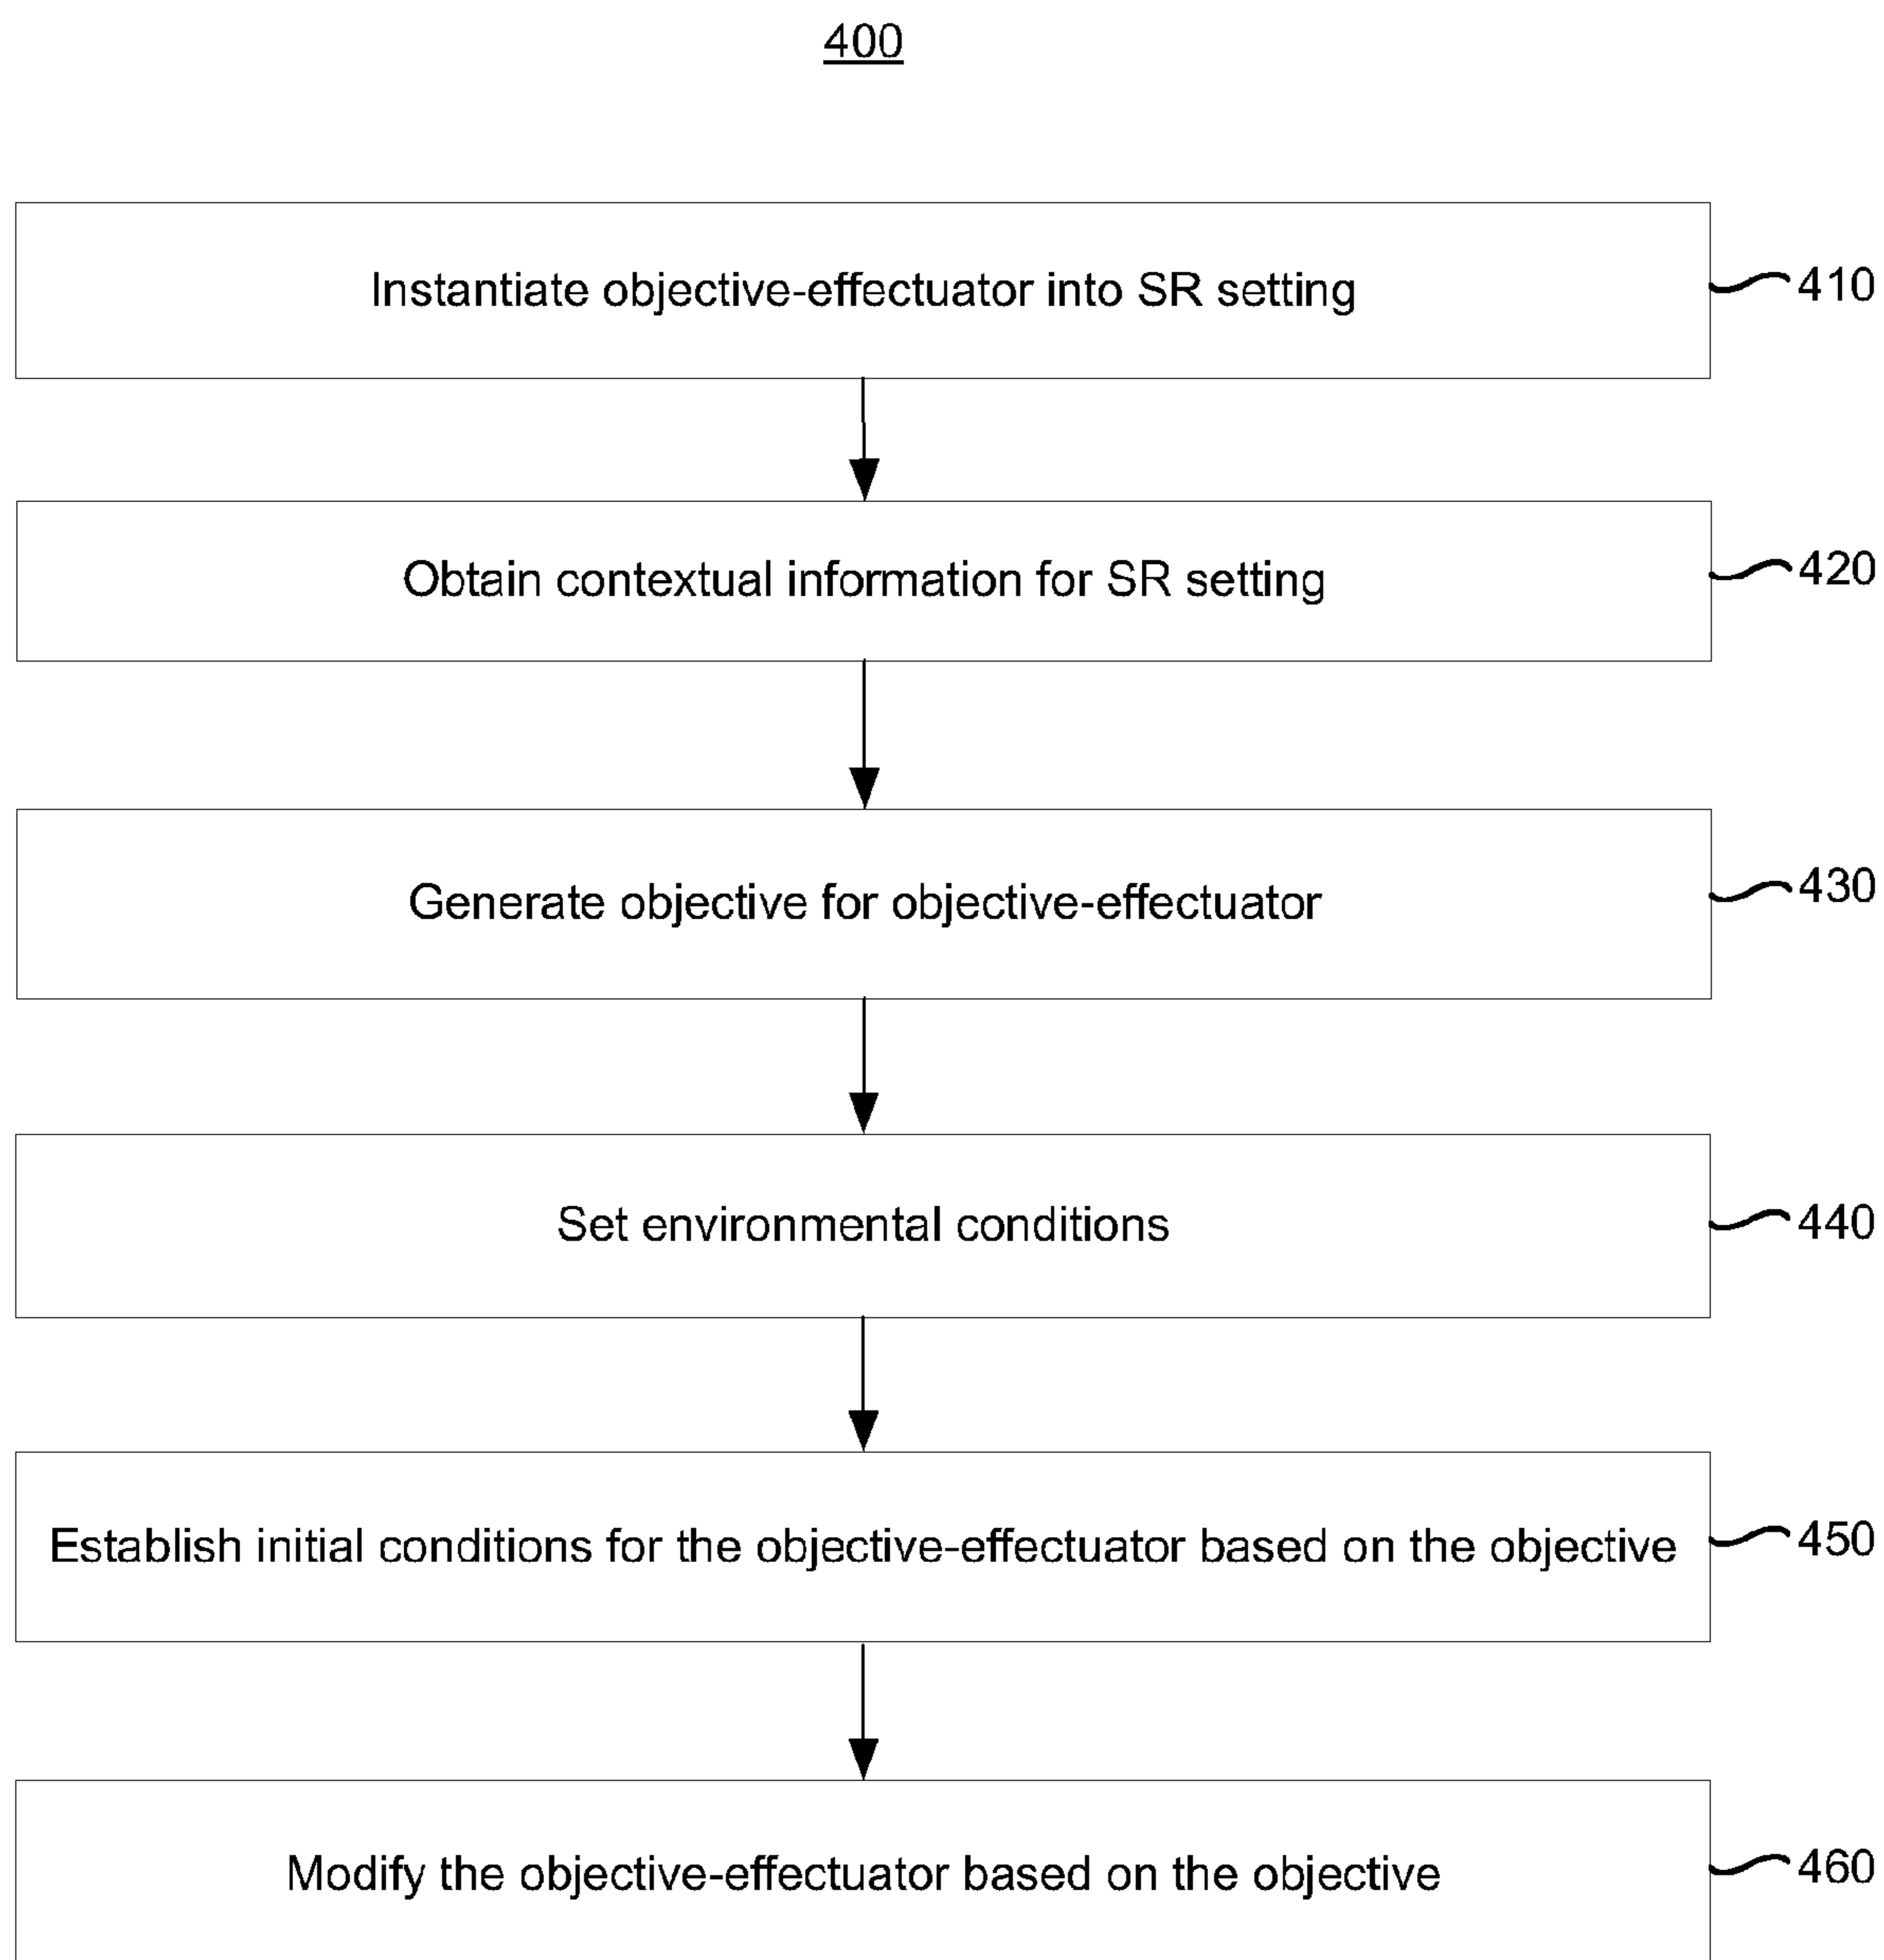 400
Instantiate objective-effectuator into SR setting
410
Obtain contextual information for SR setting
420
Generate objective for objective-effectuator
430
Set environmental conditions
440
Establish initial conditions for the objective-effectuator based on the objective
450
Modify the objective-effectuator based on the objective
460